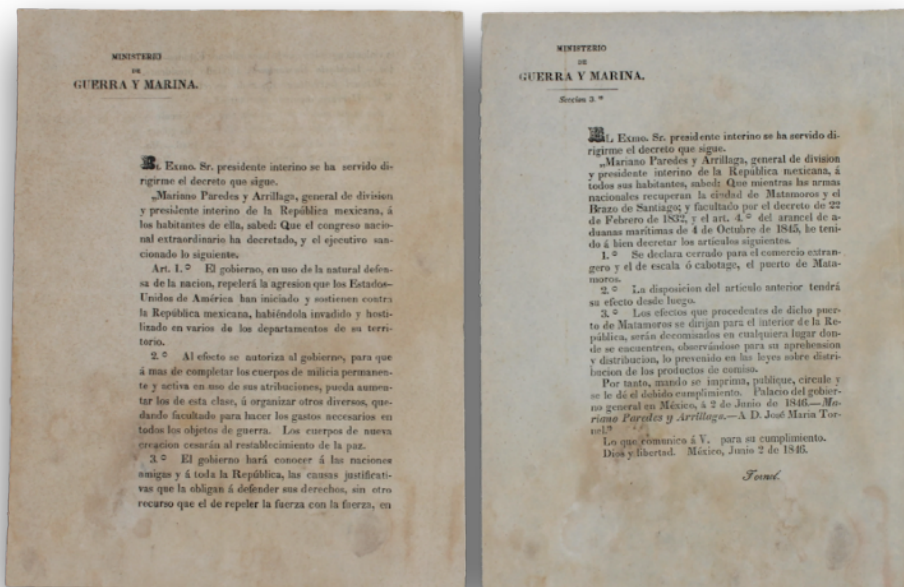 MINISTERIO
DE
GUERRA Y MARINA.
EL Exmo. Sr. presidente interino se ha servido di-
rigirme el decreto que sigue.
„Mariano Paredes y Arrillaga, general de division
y presidente interino de la República mexicana, á
los habitantes de ella, sabed: Que el congreso nacio-
nal extraordinario ha decretado, y el ejecutivo san-
cionado lo siguiente.
Art. 1.º El gobierno, en uso de la natural defen-
sa de la nacion, repelerá la agresion que los Estados-
Unidos de América han iniciado y sostienen contra
la República mexicana, habiéndola invadido y hosti-
lizado en varios de los departamentos de su terri-
torio.
2.º Al efecto se autoriza al gobierno, para que
á mas de completar los cuerpos de milicia permanen-
te y activa en uso de sus atribuciones, pueda aumen-
tar los de esta clase, ú organizar otros diversos, que-
dando facultado para hacer los gastos necesarios en
todos los objetos de guerra. Los cuerpos de nueva
creacion cesarán al restablecimiento de la paz.
3.º El gobierno hará conocer á las naciones
amigas y á toda la República, las causas justificati-
vas que la obligan á defender sus derechos, sin otro
recurso que el de repeler la fuerza con la fuerza, en
MINISTERIO
DE
GUERRA Y MARINA.
Seccion 3.ª
EL Exmo. Sr. presidente interino se ha servido di-
rigirme el decreto que sigue.
„Mariano Paredes y Arrillaga, general de division
y presidente interino de la República mexicana, á
todos sus habitantes, sabed: Que mientras las armas
nacionales recuperan la ciudad de Matamoros y el
Brazo de Santiago; y facultado por el decreto de 22
de Febrero de 1832, y el art. 4.º del arancel de a-
duanas marítimas de 4 de Octubre de 1845, he teni-
do á bien decretar los artículos siguientes.
1.º Se declara cerrado para el comercio extran-
gero y el de escala ó cabotage, el puerto de Mata-
moros.
2.º La disposicion del artículo anterior tendrá
su efecto desde luego.
3.º Los efectos que procedentes de dicho puer-
to de Matamoros se dirijan para el interior de la Re-
pública, serán decomisados en cualquiera lugar don-
de se encuentren, observándose para su aprehension
y distribucion, lo prevenido en las leyes sobre distri-
bucion de los productos de comiso.
Por tanto, mando se imprima, publique, circule y
se le dé el debido cumplimiento. Palacio del gobier-
no general en México, á 2 de Junio de 1846.—Ma-
riano Paredes y Arrillaga.—A D. José María Tor-
nel."
Lo que comunico á V. para su cumplimiento.
Dios y libertad. México, Junio 2 de 1846.
Tornel.